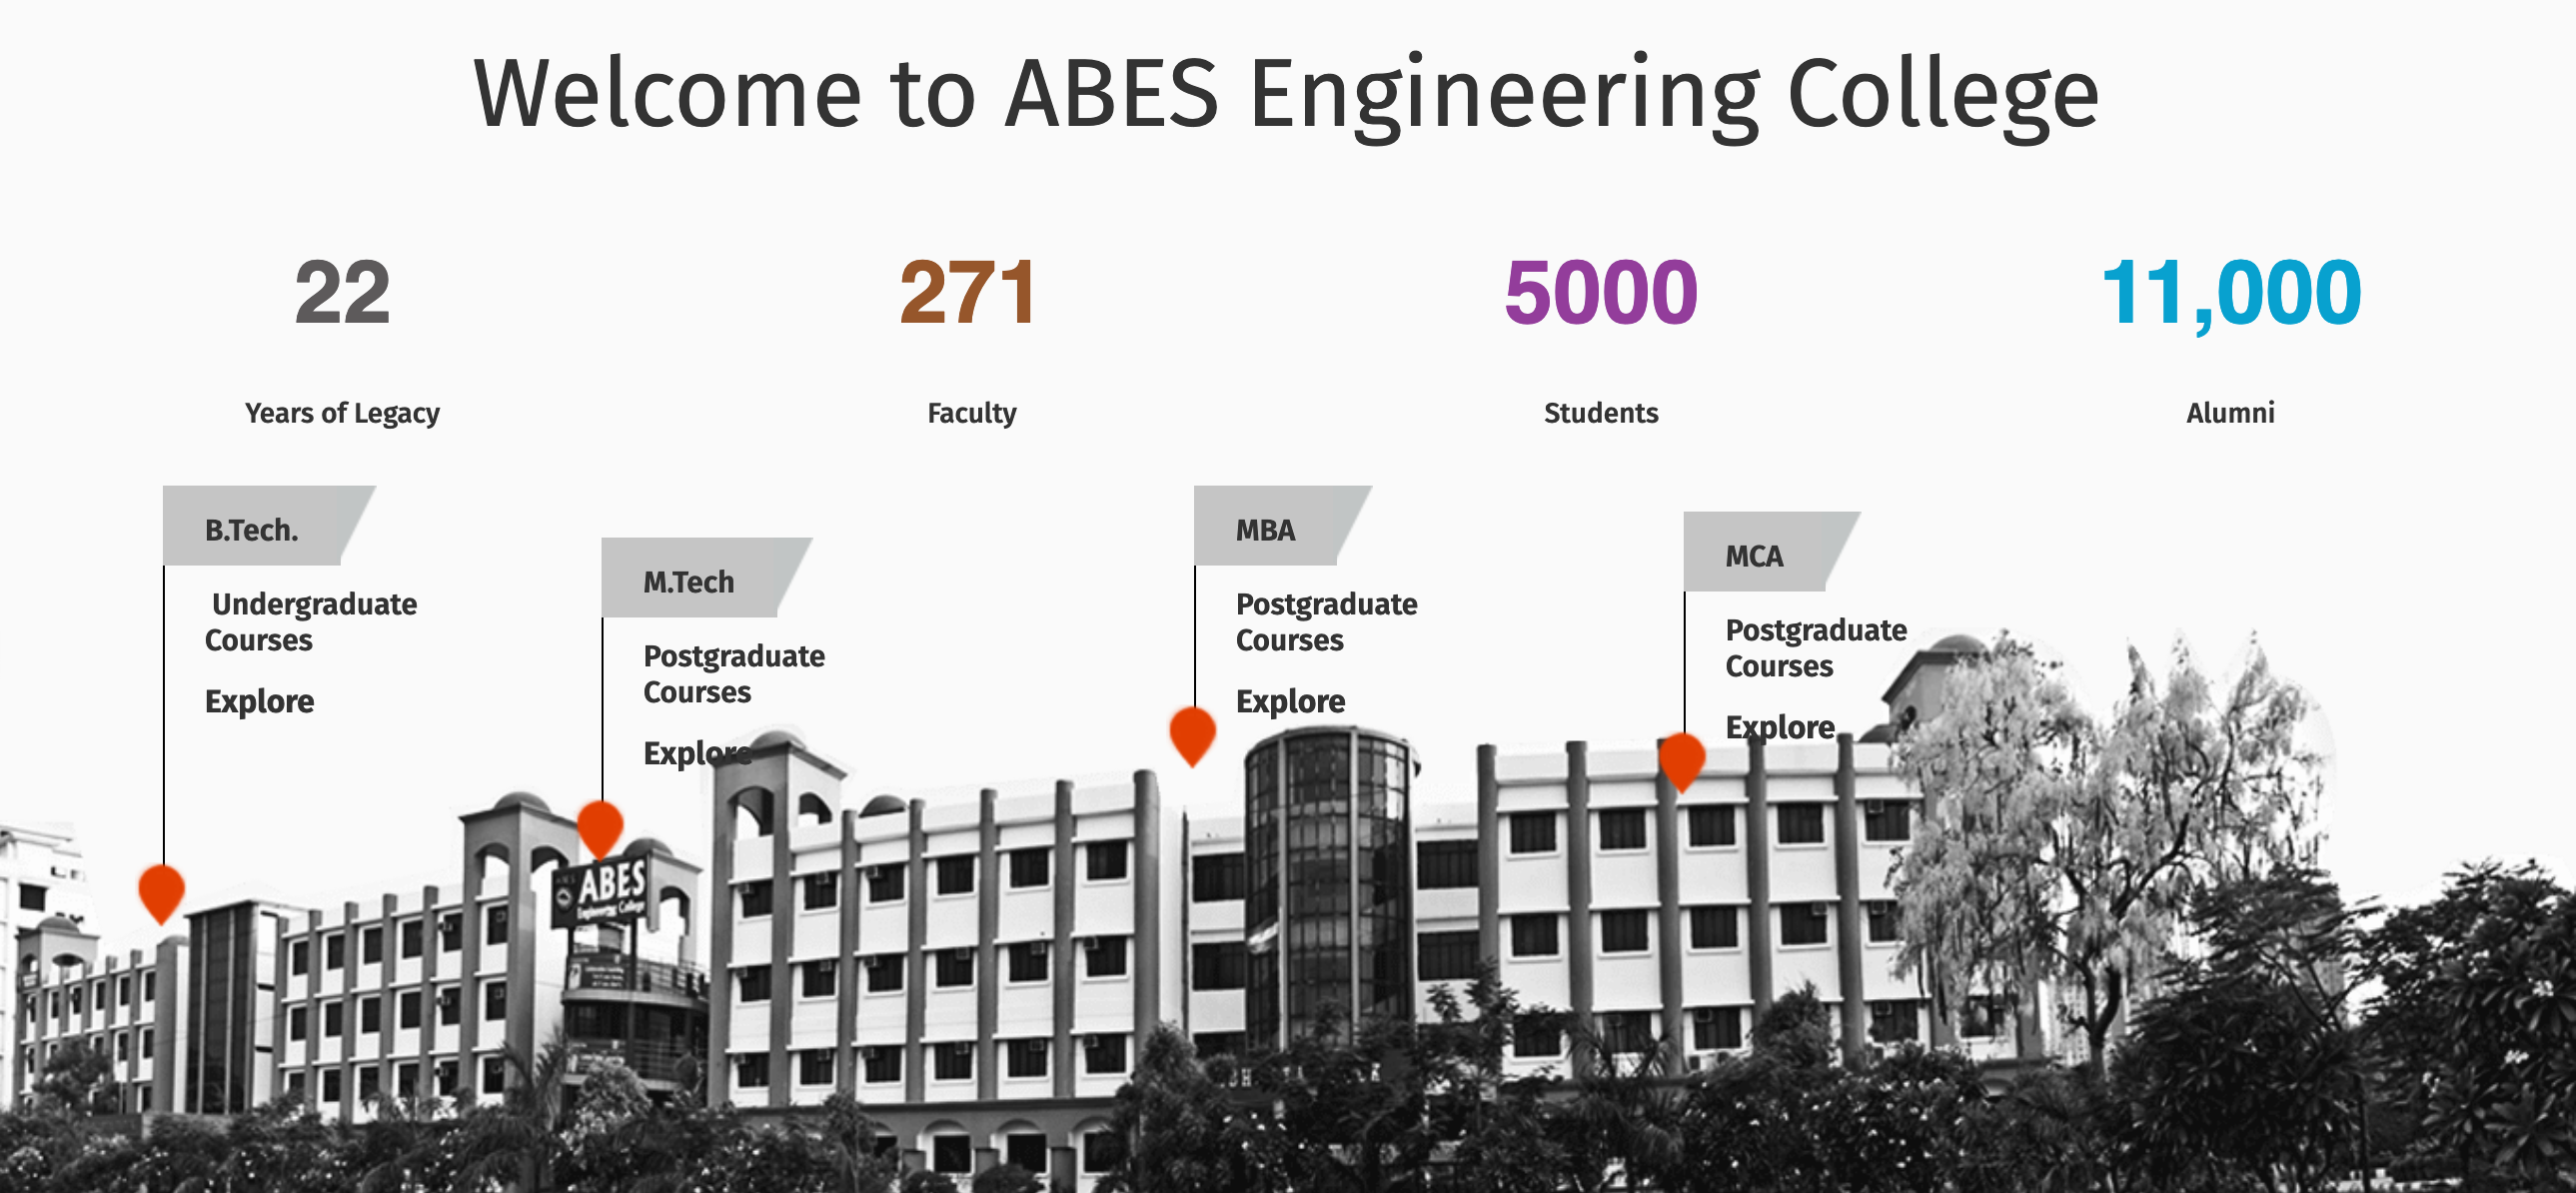 Welcome to ABES Engineering College
22
271
5000
11,000
Years of Legacy
Faculty
Students
Alumni
B.Tech.
Undergraduate
Courses
Explore
M.Tech
Postgraduate
Courses
Explore
MBA
Postgraduate
Courses
Explore
MCA
Postgraduate
Courses
Explore
ABES
Engineering College